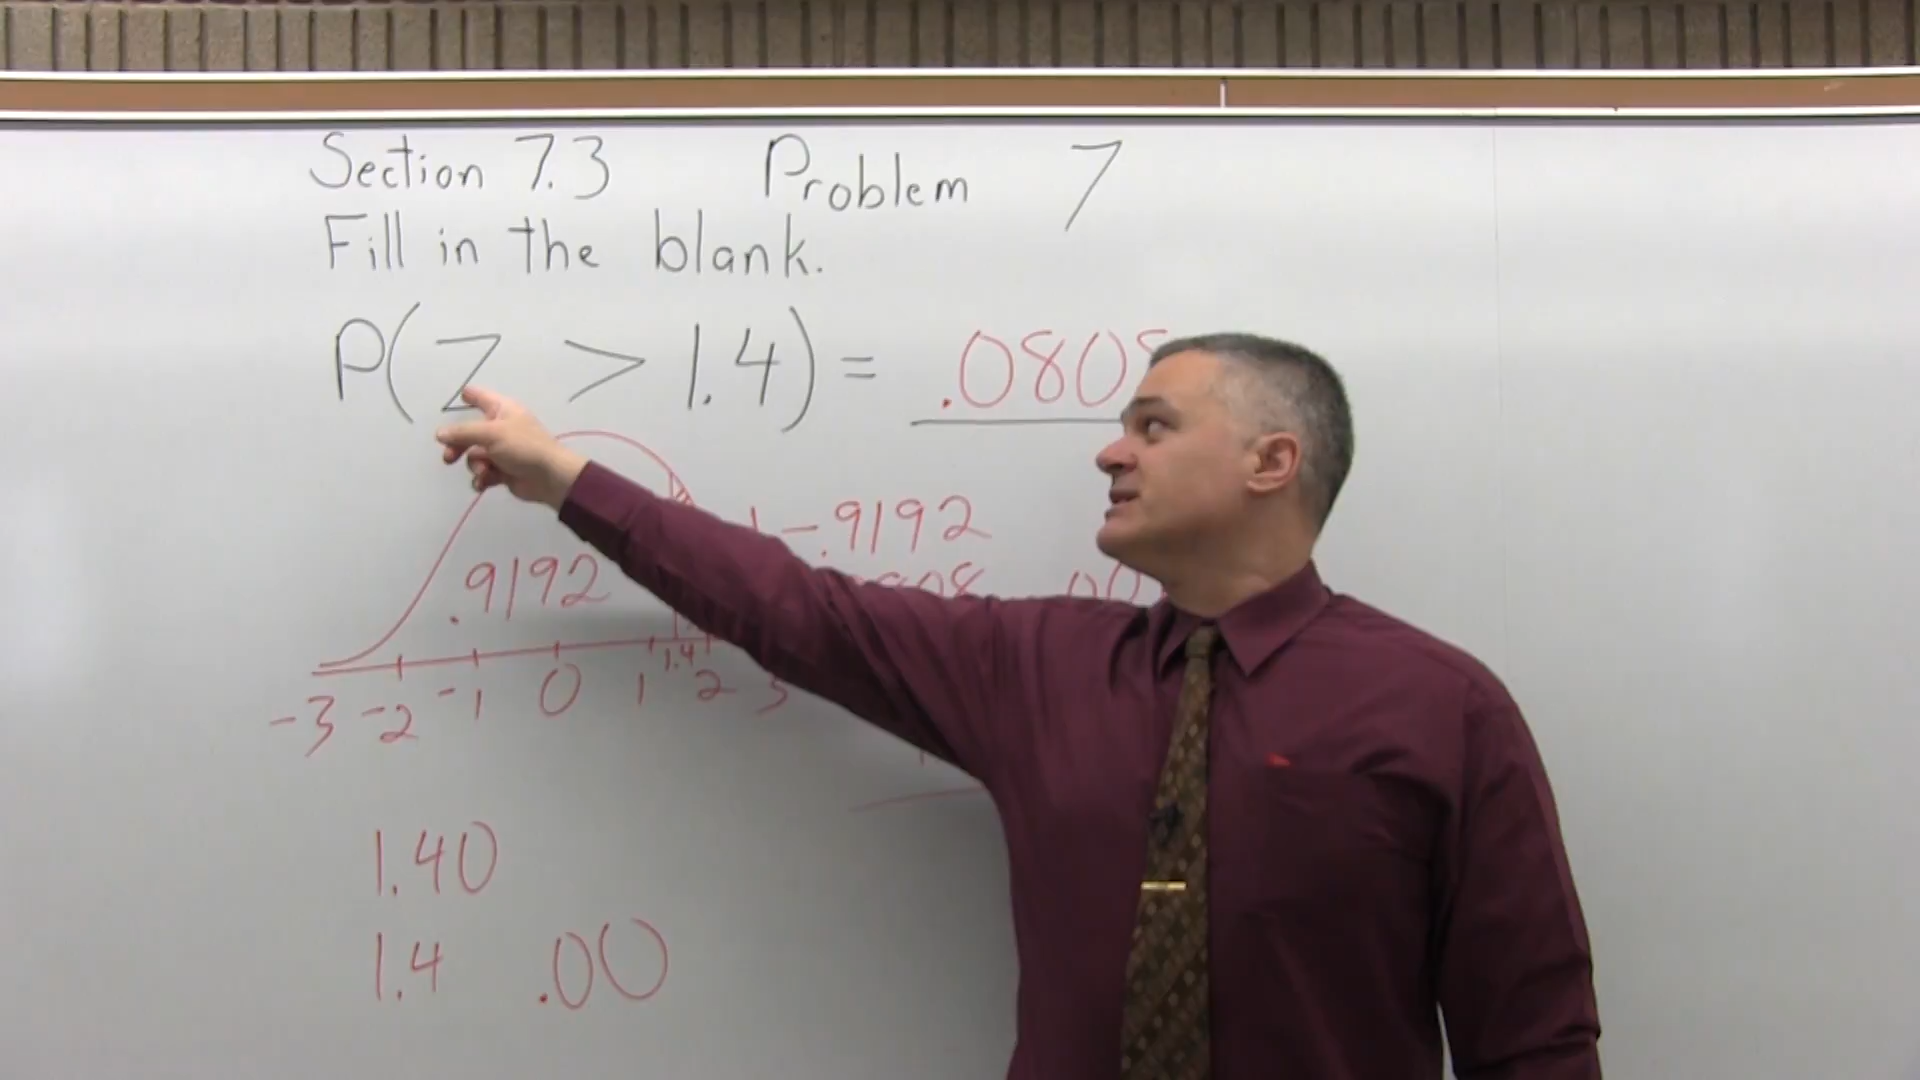 Section 7.3 Problem 7
Fill in the blank.
P(Z > 1.4) = .080
1-.9192
.9192
1.4
-3 -2 -1 0 1 2 3
1.40
1.4 .00